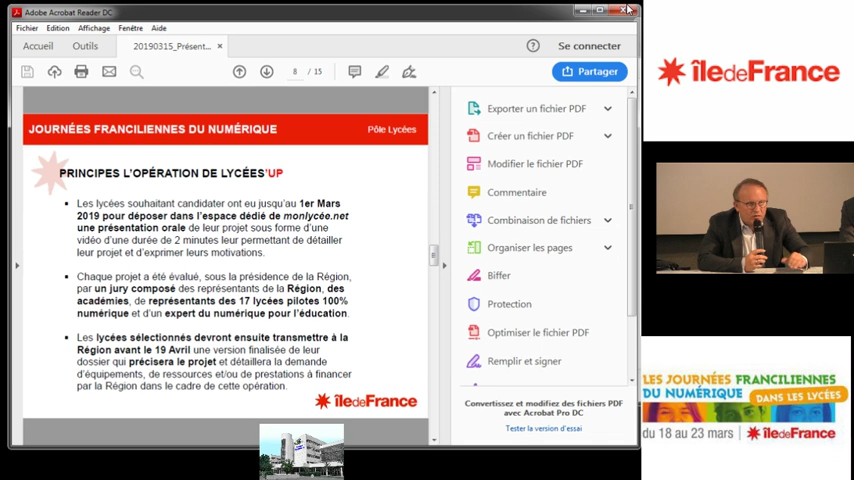 Adobe Acrobat Reader DC
Fichier Edition Affichage Fenêtre Aide
Accueil Outils 20190315_Présent... × Se connecter
8 / 15 Partager
JOURNÉES FRANCILIENNES DU NUMÉRIQUE Pôle Lycées
PRINCIPES L'OPÉRATION DE LYCÉES'UP
Les lycées souhaitant candidater ont eu jusqu'au 1er Mars
2019 pour déposer dans l'espace dédié de monlycée.net
une présentation orale de leur projet sous forme d'une
vidéo d'une durée de 2 minutes leur permettant de détailler
leur projet et d'exprimer leurs motivations.
Chaque projet a été évalué, sous la présidence de la Région,
par un jury composé des représentants de la Région, des
académies, de représentants des 17 lycées pilotes 100%
numérique et d'un expert du numérique pour l'éducation.
Les lycées sélectionnés devront ensuite transmettre à la
Région avant le 19 Avril une version finalisée de leur
dossier qui précisera le projet et détaillera la demande
d'équipements, de ressources et/ou de prestations à financer
par la Région dans le cadre de cette opération.
îledeFrance
Exporter un fichier PDF
Créer un fichier PDF
Modifier le fichier PDF
Commentaire
Combinaison de fichiers
Organiser les pages
Biffer
Protection
Optimiser le fichier PDF
Remplir et signer
Convertissez et modifiez des fichiers PDF
avec Acrobat Pro DC
Tester la version d'essai
îledeFrance
LES JOURNÉES FRANCILIENNES
DU NUMÉRIQUE DANS LES LYCÉES
du 18 au 23 mars îledeFrance